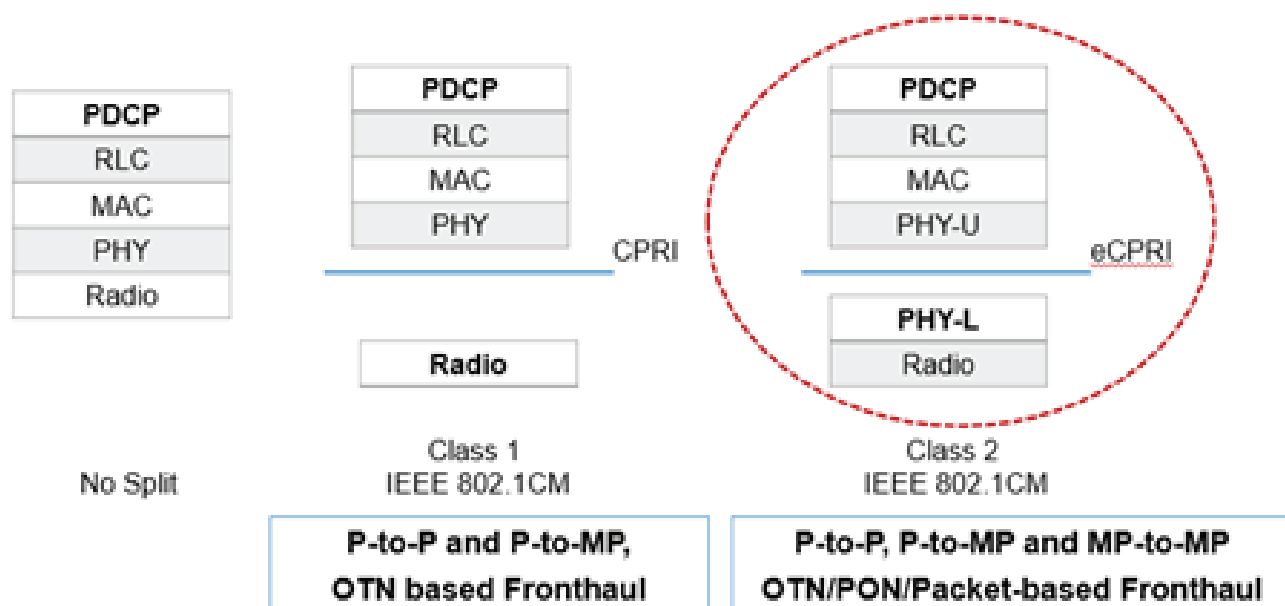 PDCP
RLC
MAC
PHY
Radio
No Split
PDCP
RLC
MAC
PHY
CPRI
Radio
Class 1
IEEE 802.1CM
P-to-P and P-to-MP,
OTN based Fronthaul
PDCP
RLC
MAC
PHY-U
eCPRI
PHY-L
Radio
Class 2
IEEE 802.1CM
P-to-P, P-to-MP and MP-to-MP
OTN/PON/Packet-based Fronthaul